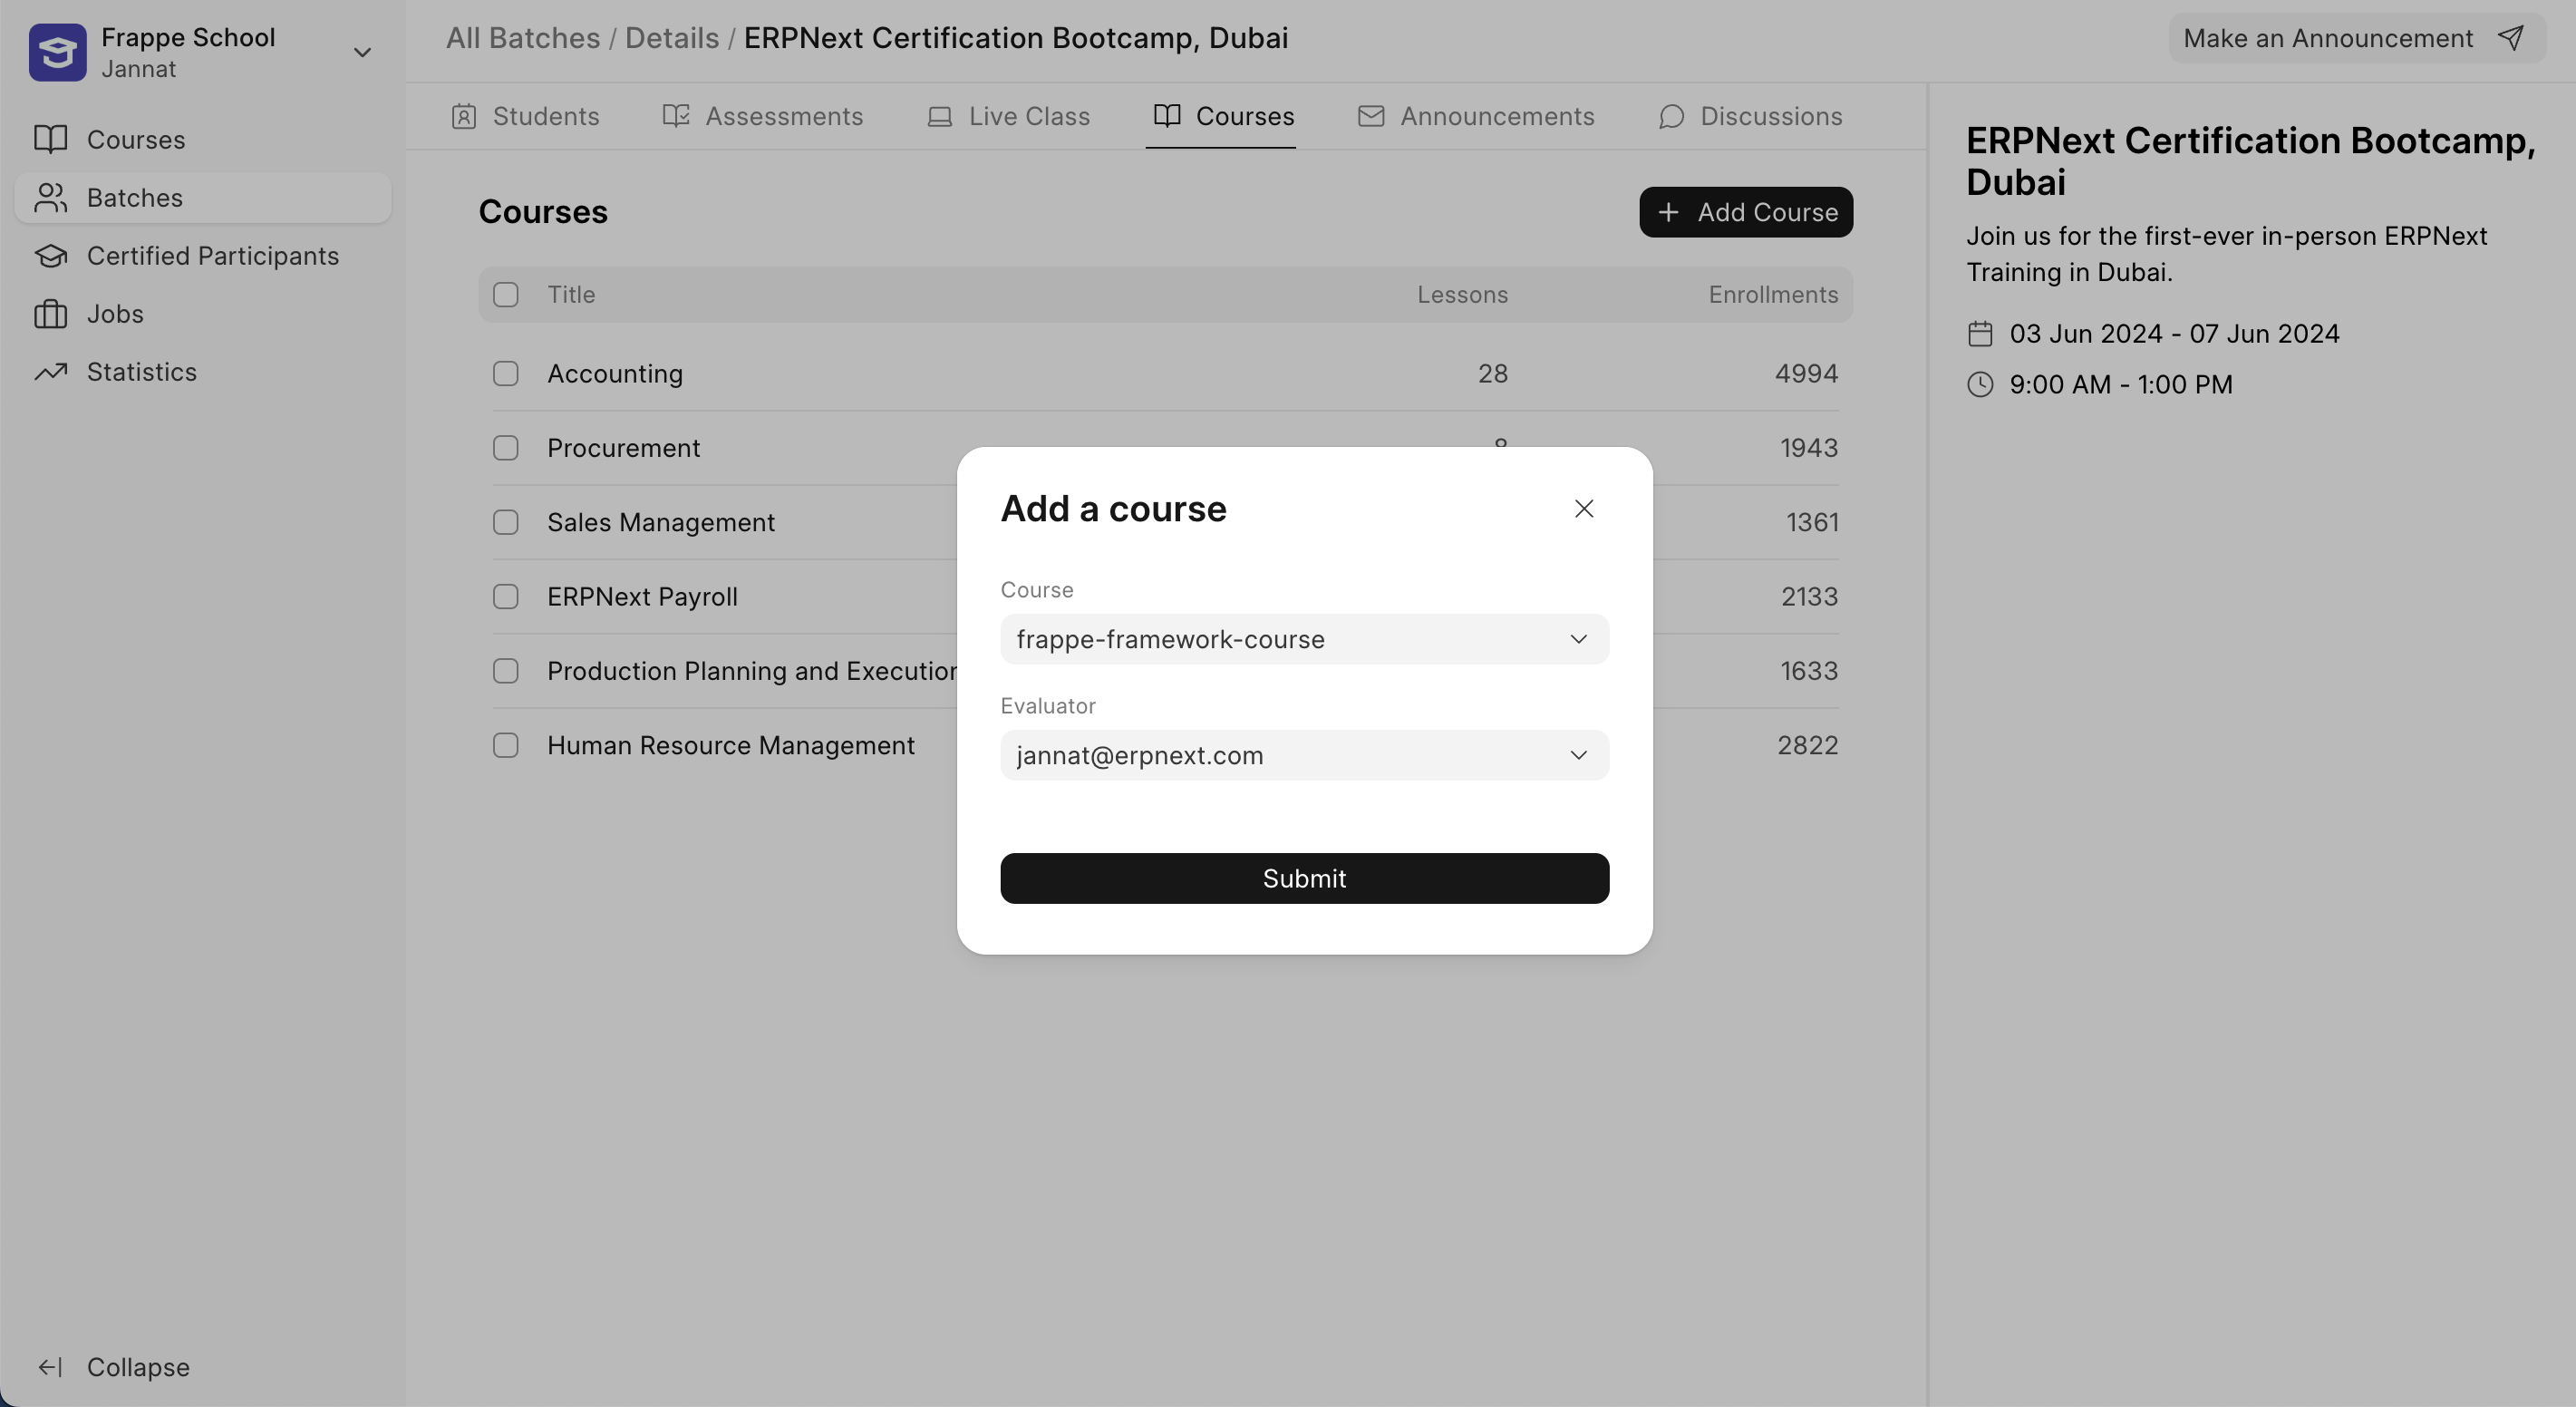 Frappe School
Jannat
Courses
Batches
Certified Participants
Jobs
Statistics
Collapse
All Batches / Details / ERPNext Certification Bootcamp, Dubai
Make an Announcement
Students Assessments Live Class Courses Announcements Discussions
Courses
Add Course
Title Lessons Enrollments
Accounting 28 4994
Procurement 1943
Sales Management 1361
ERPNext Payroll 2133
Production Planning and Execution 1633
Human Resource Management 2822
Add a course
Course
frappe-framework-course
Evaluator
jannat@erpnext.com
Submit
ERPNext Certification Bootcamp,
Dubai
Join us for the first-ever in-person ERPNext
Training in Dubai.
03 Jun 2024 - 07 Jun 2024
9:00 AM - 1:00 PM